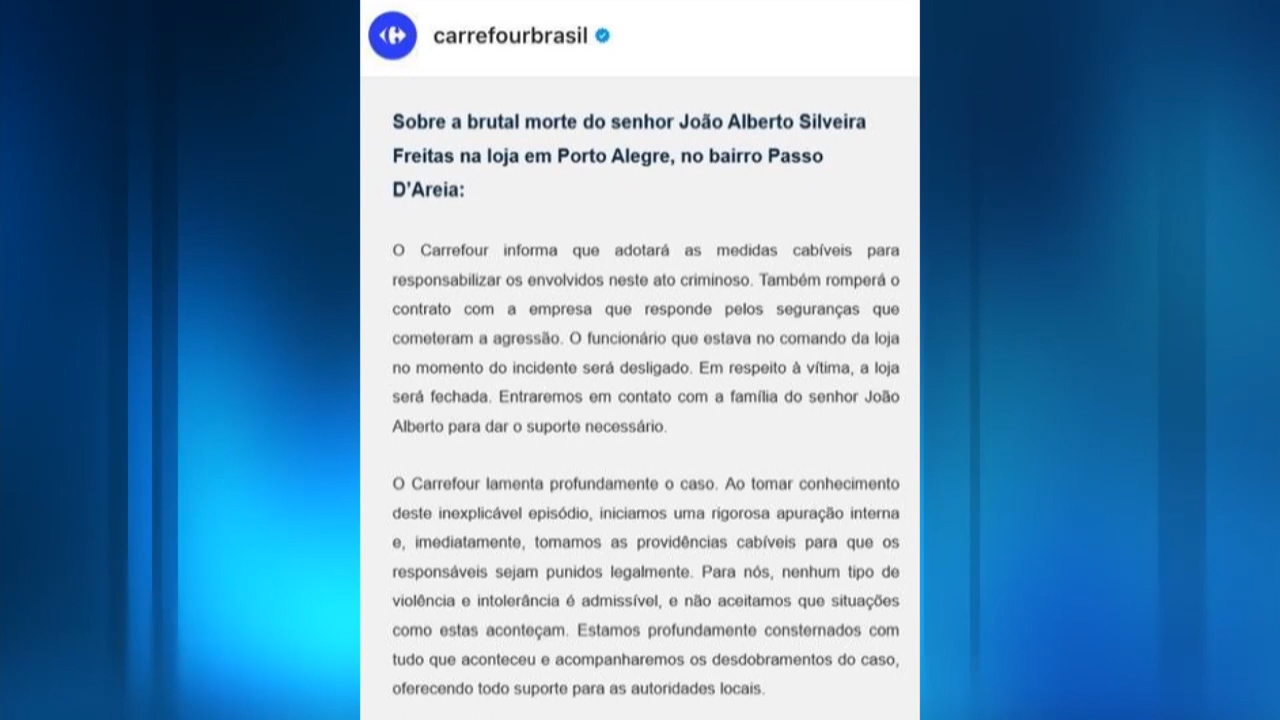 carrefourbrasil
Sobre a brutal morte do senhor João Alberto Silveira
Freitas na loja em Porto Alegre, no bairro Passo
D'Areia:
O Carrefour informa que adotará as medidas cabíveis para
responsabilizar os envolvidos neste ato criminoso. Também romperá o
contrato com a empresa que responde pelos seguranças que
cometeram a agressão. O funcionário que estava no comando da loja
no momento do incidente será desligado. Em respeito à vítima, a loja
será fechada. Entraremos em contato com a família do senhor João
Alberto para dar o suporte necessário.
O Carrefour lamenta profundamente o caso. Ao tomar conhecimento
deste inexplicável episódio, iniciamos uma rigorosa apuração interna
e, imediatamente, tomamos as providências cabíveis para que os
responsáveis sejam punidos legalmente. Para nós, nenhum tipo de
violência e intolerância é admissível, e não aceitamos que situações
como estas aconteçam. Estamos profundamente consternados com
tudo que aconteceu e acompanharemos os desdobramentos do caso,
oferecendo todo suporte para as autoridades locais.